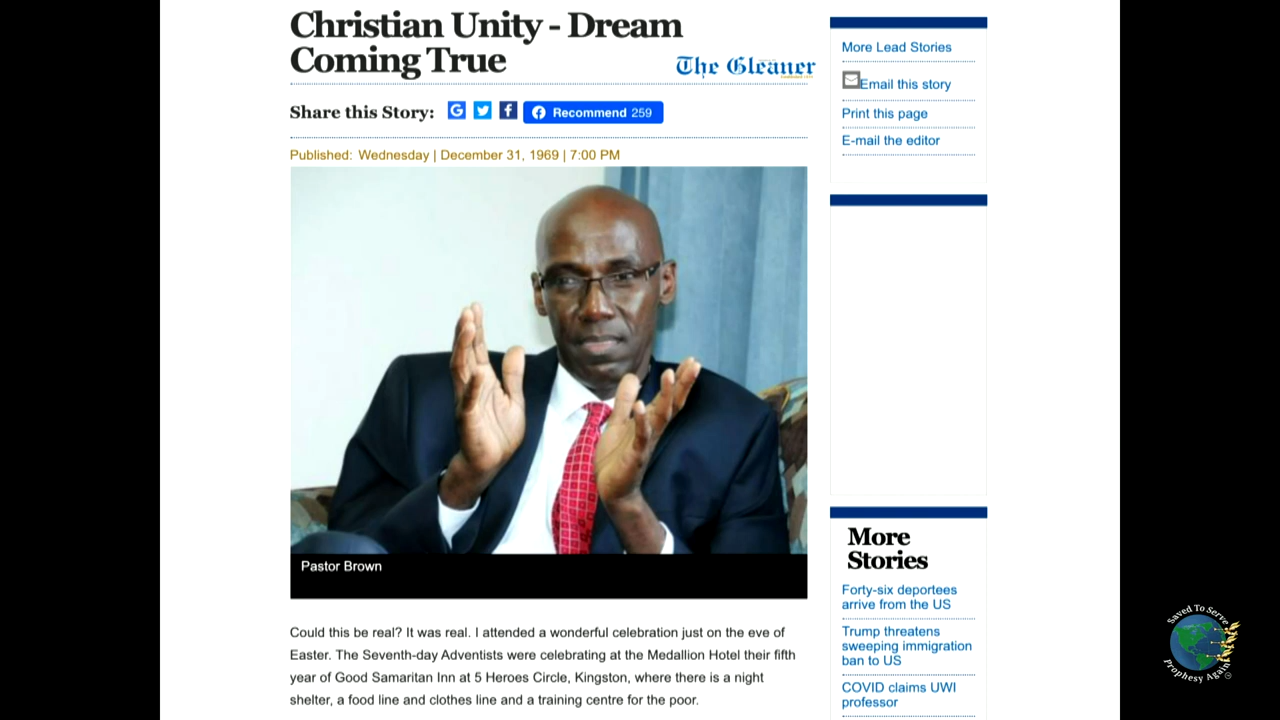 Christian Unity - Dream
Coming True
The Gleaner
Share this Story:
Recommend 259
Published: Wednesday | December 31, 1969 | 7:00 PM
Pastor Brown
Could this be real? It was real. I attended a wonderful celebration just on the eve of
Easter. The Seventh-day Adventists were celebrating at the Medallion Hotel their fifth
year of Good Samaritan Inn at 5 Heroes Circle, Kingston, where there is a night
shelter, a food line and clothes line and a training centre for the poor.
More Lead Stories
Email this story
Print this page
E-mail the editor
More
Stories
Forty-six deportees
arrive from the US
Trump threatens
sweeping immigration
ban to US
COVID claims UWI
professor
Saved To Serve
Prophesy Again